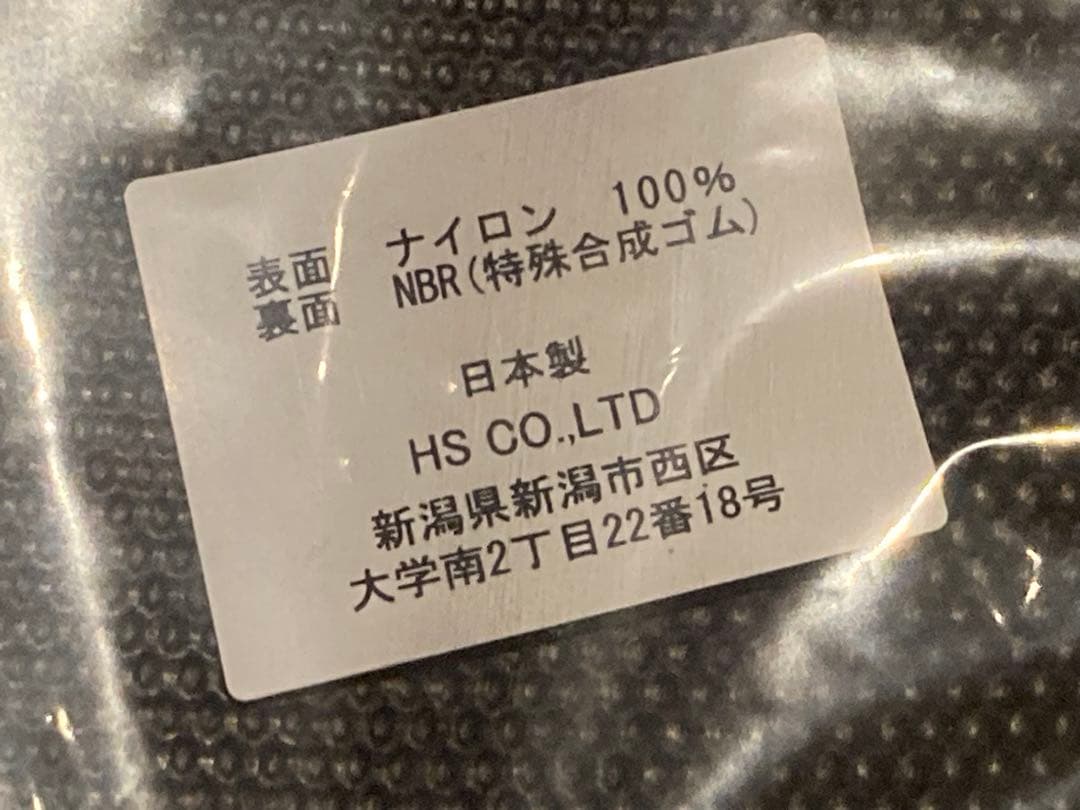 表面　ナイロン　100%
裏面　NBR(特殊合成ゴム)
日本製
HS CO.,LTD
新潟県新潟市西区
大学南2丁目22番18号